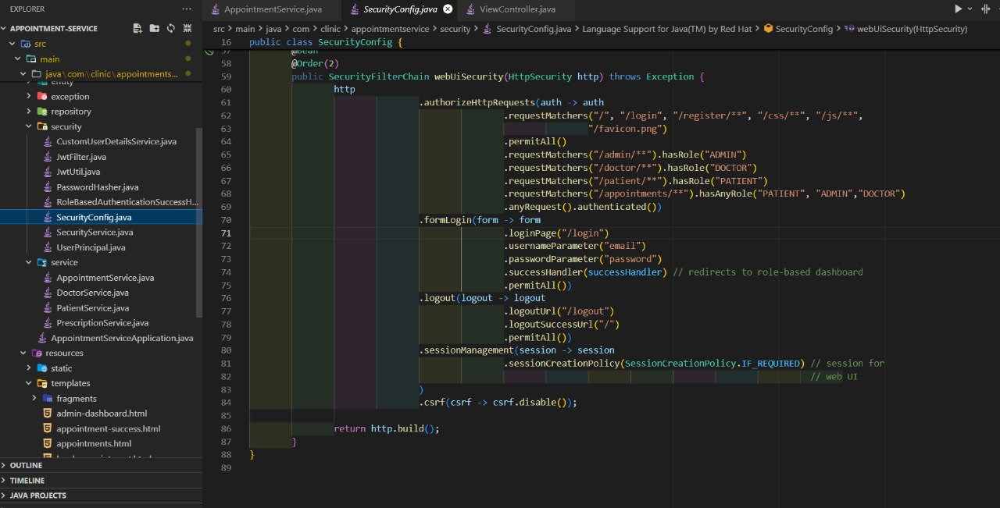 EXPLORER
...
APPOINTMENT-SERVICE
src
main
java \ com \ clinic \ appointments...
entity
exception
repository
security
CustomUserDetailsService.java
JwtFilter.java
JwtUtil.java
PasswordHasher.java
RoleBasedAuthenticationSuccessH...
SecurityConfig.java
SecurityService.java
UserPrincipal.java
service
AppointmentService.java
DoctorService.java
PatientService.java
PrescriptionService.java
AppointmentServiceApplication.java
resources
static
templates
fragments
admin-dashboard.html
appointment-success.html
appointments.html
OUTLINE
TIMELINE
JAVA PROJECTS
AppointmentService.java
SecurityConfig.java
ViewController.java
src > main > java > com > clinic > appointmentservice > security > SecurityConfig.java > Language Support for Java(TM) by Red Hat > SecurityConfig > webUiSecurity(HttpSecurity)
16 public class SecurityConfig {
57 @Bean
58 @Order(2)
59 public SecurityFilterChain webUiSecurity(HttpSecurity http) throws Exception {
60 http
61 .authorizeHttpRequests(auth -> auth
62 .requestMatchers("/", "/login", "/register/**", "/css/**", "/js/**",
63 "/favicon.png")
64 .permitAll()
65 .requestMatchers("/admin/**").hasRole("ADMIN")
66 .requestMatchers("/doctor/**").hasRole("DOCTOR")
67 .requestMatchers("/patient/**").hasRole("PATIENT")
68 .requestMatchers("/appointments/**").hasAnyRole("PATIENT", "ADMIN","DOCTOR")
69 .anyRequest().authenticated())
70 .formLogin(form -> form
71 .loginPage("/login")
72 .usernameParameter("email")
73 .passwordParameter("password")
74 .successHandler(successHandler) // redirects to role-based dashboard
75 .permitAll())
76 .logout(logout -> logout
77 .logoutUrl("/logout")
78 .logoutSuccessUrl("/")
79 .permitAll())
80 .sessionManagement(session -> session
81 .sessionCreationPolicy(SessionCreationPolicy.IF_REQUIRED) // session for
82 // web UI
83 )
84 .csrf(csrf -> csrf.disable());
85
86 return http.build();
87 }
88 }
89